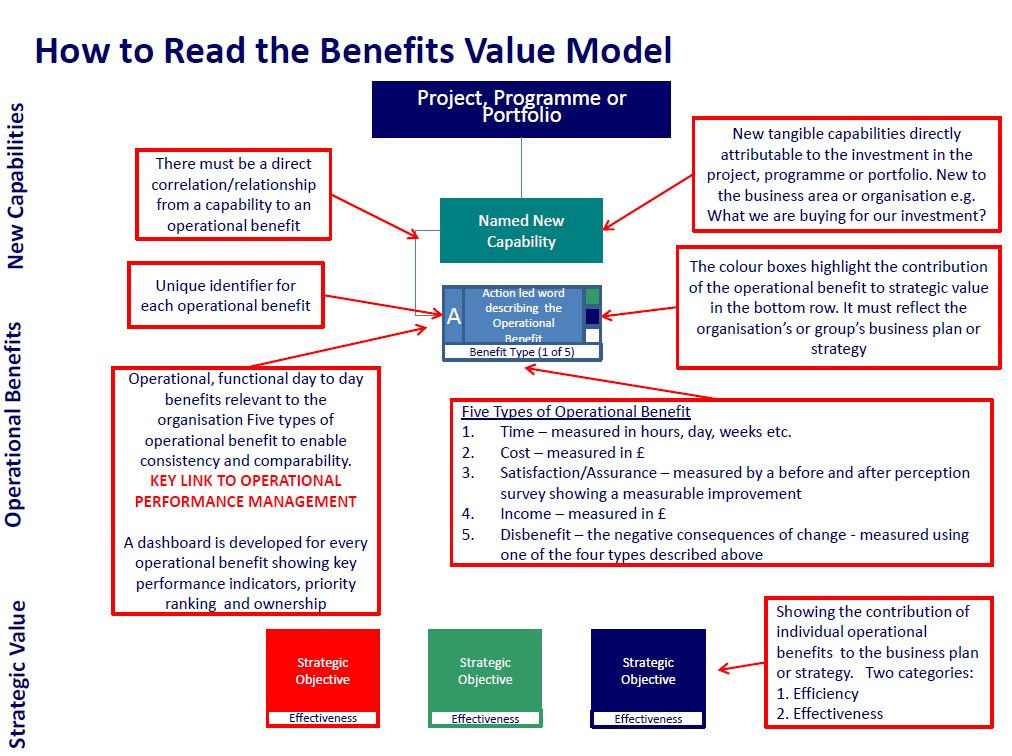 How to Read the Benefits Value Model
New Capabilities
Project, Programme or
Portfolio
There must be a direct
correlation/relationship
from a capability to an
operational benefit
Named New
Capability
New tangible capabilities directly
attributable to the investment in the
project, programme or portfolio. New to
the business area or organisation e.g.
What we are buying for our investment?
Operational Benefits
Unique identifier for
each operational benefit
A
Action led word
describing the
Operational
Benefit
Benefit Type (1 of 5)
The colour boxes highlight the contribution
of the operational benefit to strategic value
in the bottom row. It must reflect the
organisation's or group's business plan or
strategy
Operational, functional day to day
benefits relevant to the
organisation Five types of
operational benefit to enable
consistency and comparability.
KEY LINK TO OPERATIONAL
PERFORMANCE MANAGEMENT
A dashboard is developed for every
operational benefit showing key
performance indicators, priority
ranking and ownership
Five Types of Operational Benefit
1. Time – measured in hours, day, weeks etc.
2. Cost – measured in £
3. Satisfaction/Assurance – measured by a before and after perception
survey showing a measurable improvement
4. Income – measured in £
5. Disbenefit – the negative consequences of change - measured using
one of the four types described above
Strategic Value
Strategic
Objective
Effectiveness
Strategic
Objective
Effectiveness
Strategic
Objective
Effectiveness
Showing the contribution of
individual operational
benefits to the business plan
or strategy. Two categories:
1. Efficiency
2. Effectiveness